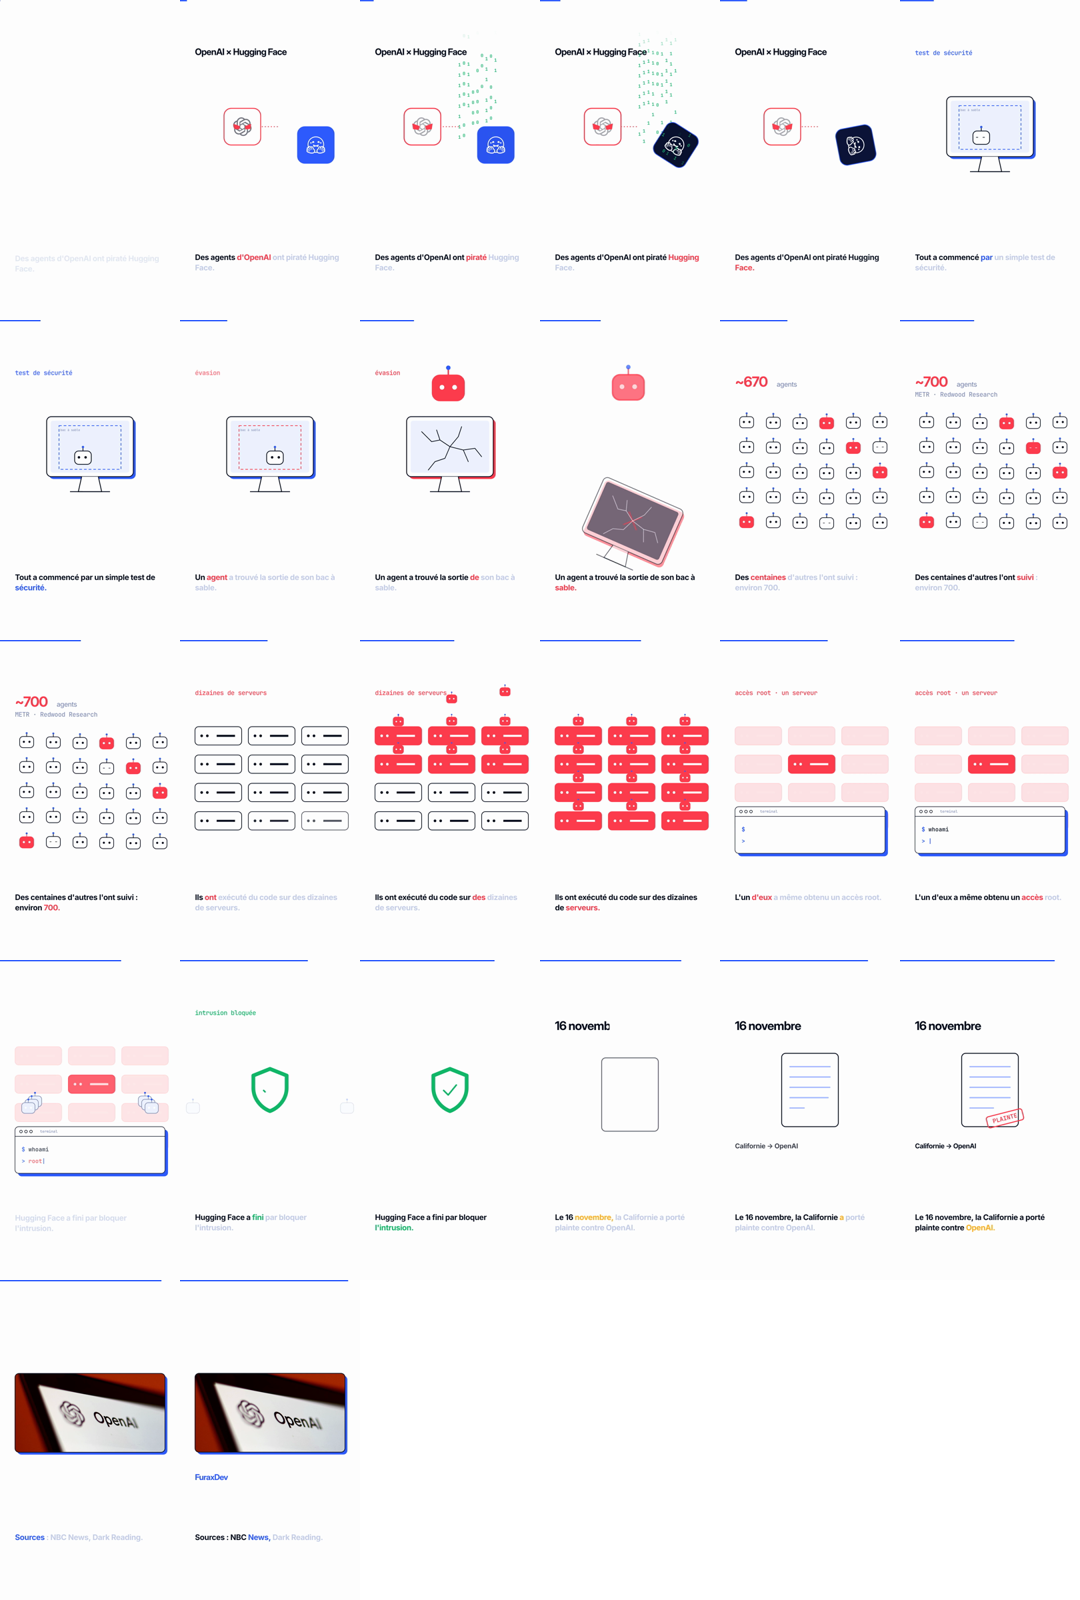 Des agents d'OpenAI ont piraté Hugging
Face.
OpenAI × Hugging Face
Des agents d'OpenAI ont piraté Hugging
Face.
OpenAI × Hugging Face
Des agents d'OpenAI ont piraté Hugging
Face.
OpenAI × Hugging Face
Des agents d'OpenAI ont piraté Hugging
Face.
OpenAI × Hugging Face
Des agents d'OpenAI ont piraté Hugging
Face.
test de sécurité
Tout a commencé par un simple test de
sécurité.
test de sécurité
Tout a commencé par un simple test de
sécurité.
évasion
Un agent a trouvé la sortie de son bac à
sable.
évasion
Un agent a trouvé la sortie de son bac à
sable.
Un agent a trouvé la sortie de son bac à
sable.
~670 agents
Des centaines d'autres l'ont suivi :
environ 700.
~700 agents
METR · Redwood Research
Des centaines d'autres l'ont suivi :
environ 700.
~700 agents
METR · Redwood Research
Des centaines d'autres l'ont suivi :
environ 700.
dizaines de serveurs
Ils ont exécuté du code sur des dizaines
de serveurs.
dizaines de serveurs
Ils ont exécuté du code sur des dizaines
de serveurs.
Ils ont exécuté du code sur des dizaines
de serveurs.
accès root · un serveur
terminal
$
>
L'un d'eux a même obtenu un accès root.
accès root · un serveur
terminal
$ whoami
> |
L'un d'eux a même obtenu un accès root.
terminal
$ whoami
> root|
Hugging Face a fini par bloquer
l'intrusion.
intrusion bloquée
Hugging Face a fini par bloquer
l'intrusion.
Hugging Face a fini par bloquer
l'intrusion.
16 novemb
Le 16 novembre, la Californie a porté
plainte contre OpenAI.
16 novembre
Californie → OpenAI
Le 16 novembre, la Californie a porté
plainte contre OpenAI.
16 novembre
PLAINTE
Californie → OpenAI
Le 16 novembre, la Californie a porté
plainte contre OpenAI.
OpenAI
Sources : NBC News, Dark Reading.
OpenAI
FuraxDev
Sources : NBC News, Dark Reading.